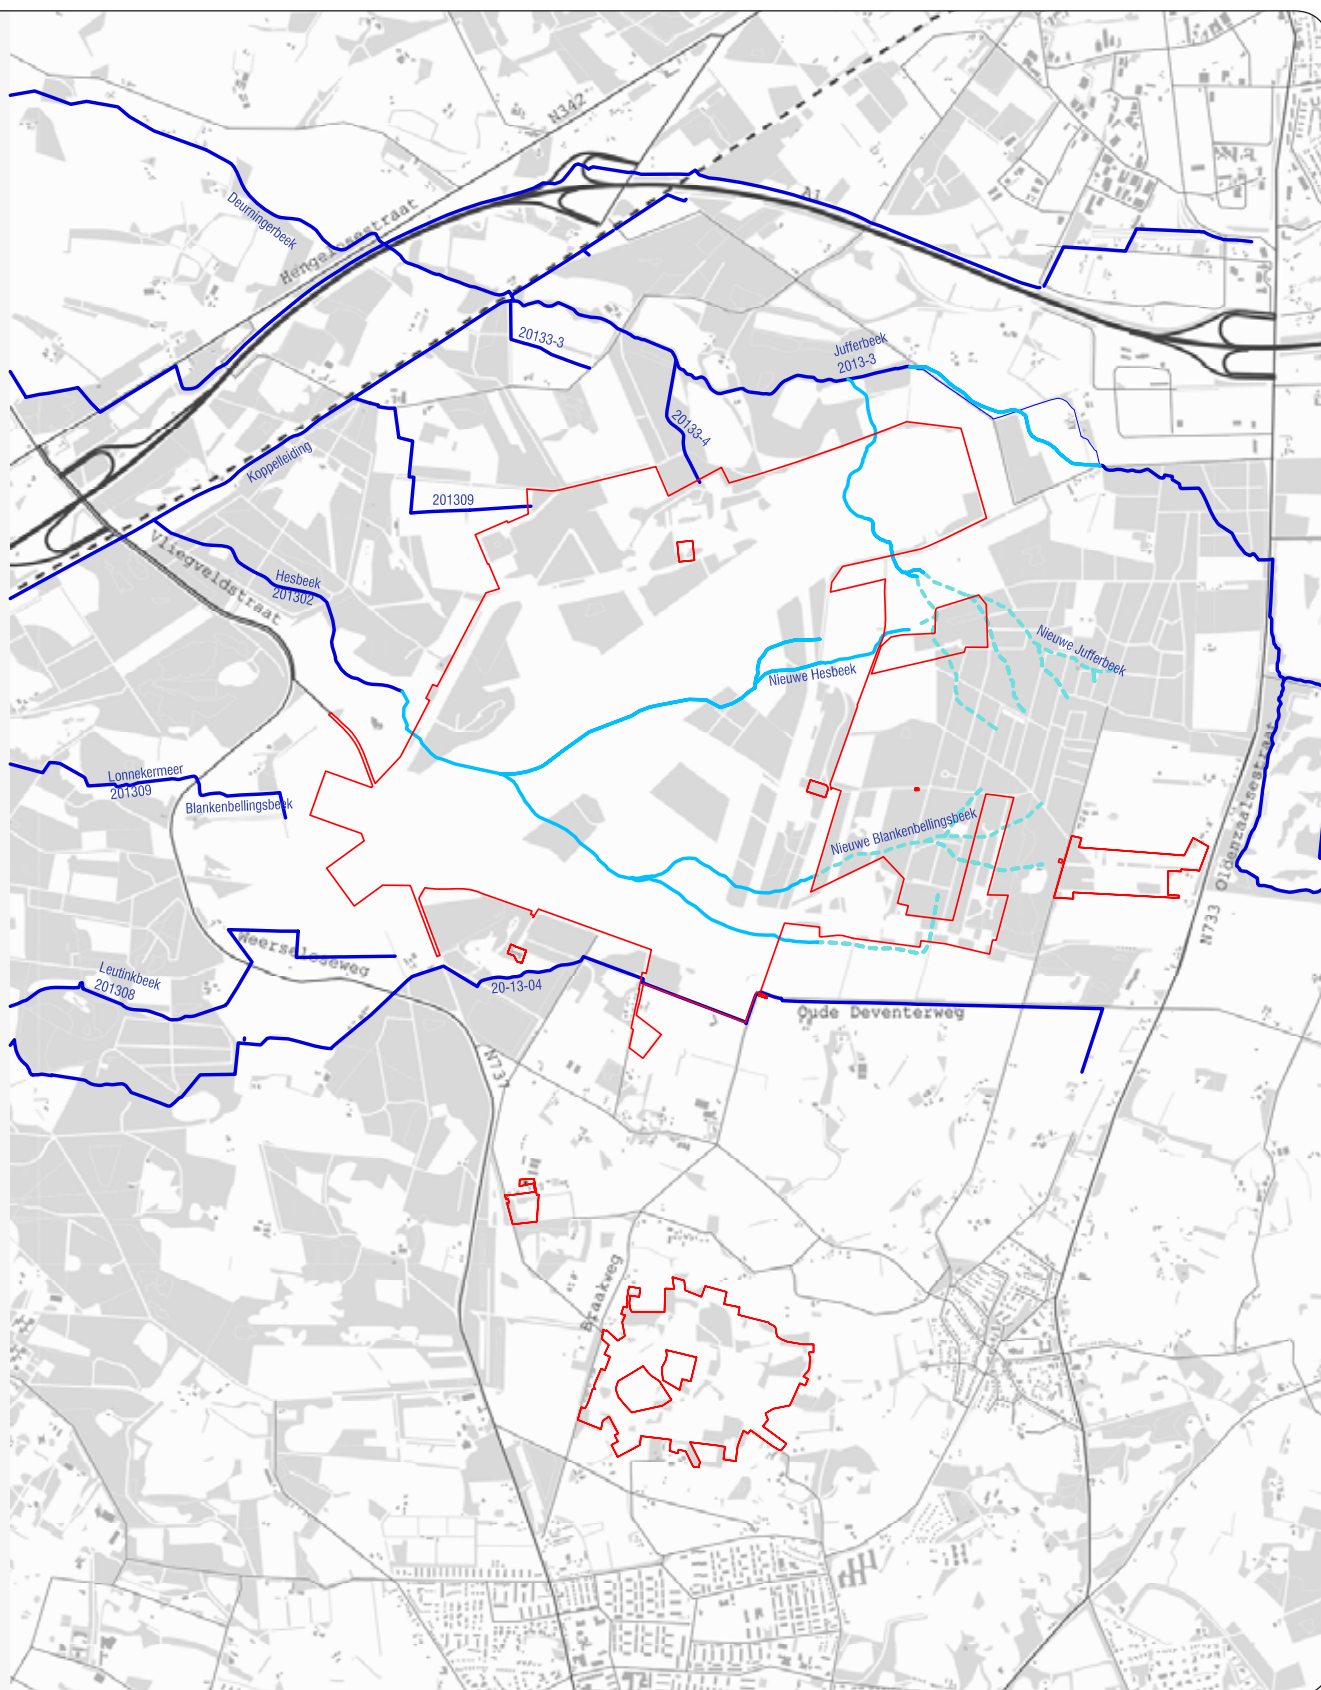 N342
A1
Deurningerbeek
Hengelosestraat
20133-3
Jufferbeek
2013-3
20133-4
Koppelleiding
201309
Vliegveldstraat
Hesbeek
201302
Nieuwe Jufferbeek
Nieuwe Hesbeek
Lonnekermeer
201309
Blankenbellingsbeek
Nieuwe Blankenbellingsbeek
N733 Oldenzaalsestraat
Weerseloseweg
Leutinkbeek
201308
20-13-04
Oude Deventerweg
N737
Braakweg